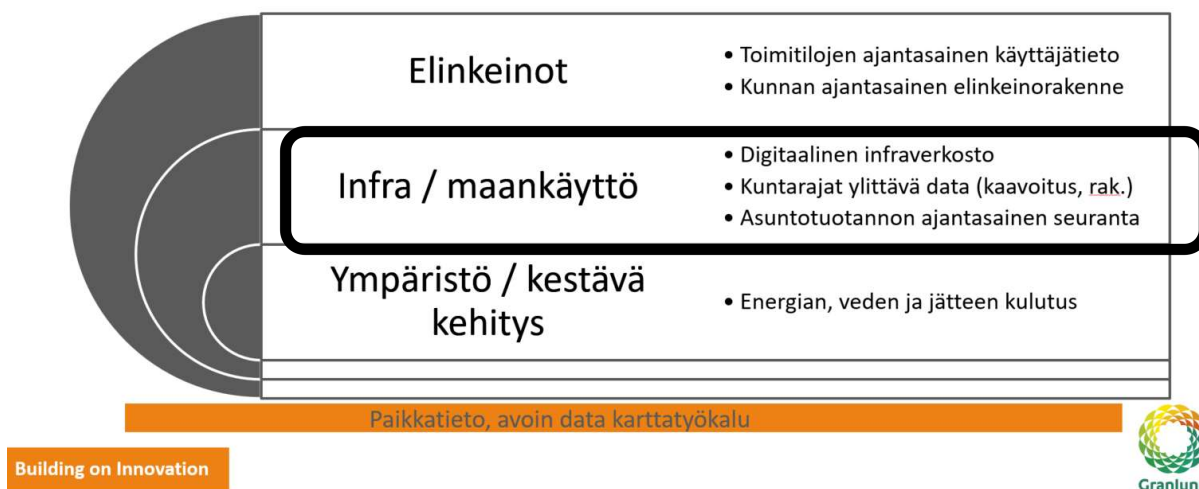 Elinkeinot
• Toimitilojen ajantasainen käyttäjätieto
• Kunnan ajantasainen elinkeinorakenne
Infra / maankäyttö
• Digitaalinen infraverkosto
• Kuntarajat ylittävä data (kaavoitus, rak.)
• Asuntotuotannon ajantasainen seuranta
Ympäristö / kestävä
kehitys
• Energian, veden ja jätteen kulutus
Paikkatieto, avoin data karttatyökalu
Building on Innovation